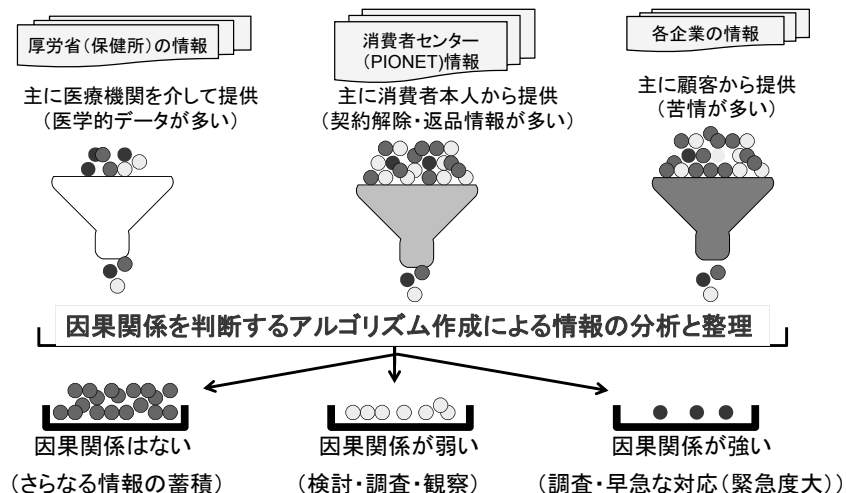 厚労省(保健所)の情報
消費者センター
(PIONET)情報
各企業の情報
主に医療機関を介して提供
(医学的データが多い)
主に消費者本人から提供
(契約解除・返品情報が多い)
主に顧客から提供
(苦情が多い)
因果関係を判断するアルゴリズム作成による情報の分析と整理
因果関係はない
(さらなる情報の蓄積)
因果関係が弱い
(検討・調査・観察)
因果関係が強い
(調査・早急な対応(緊急度大))